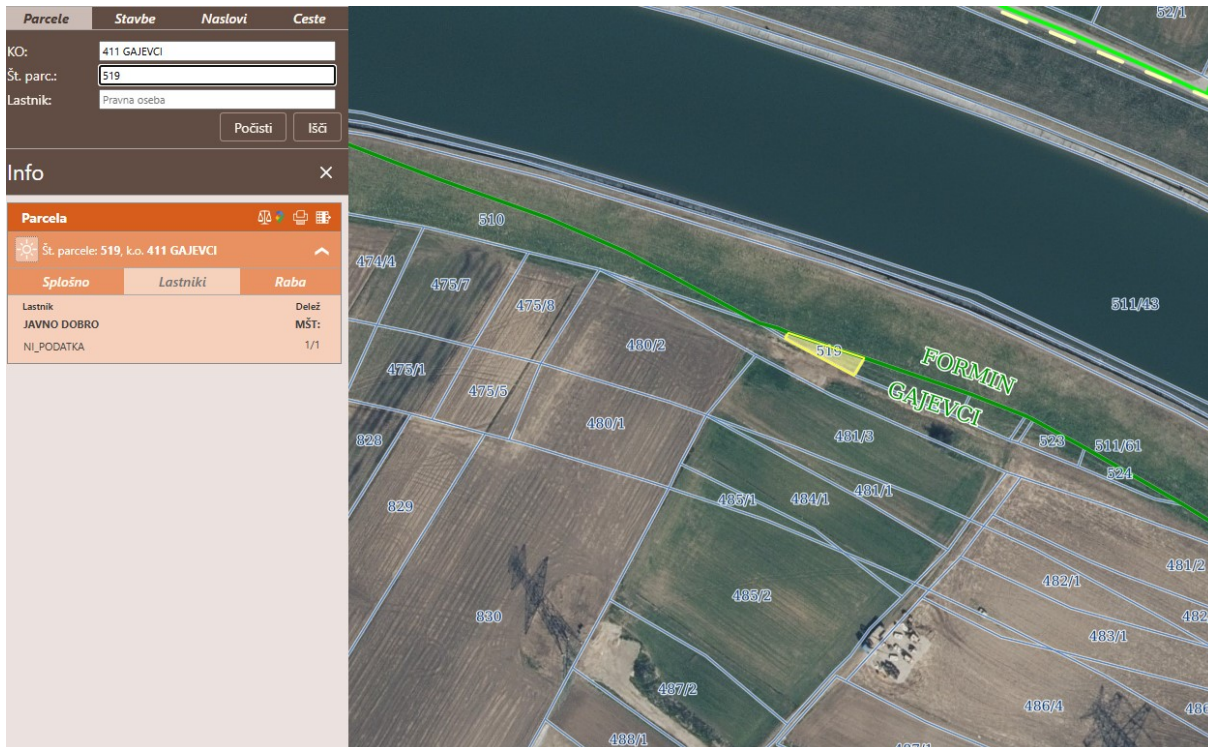 Parcele Stavbe Naslovi Ceste
KO: 411 GAJEVCI
Št. parc.: 519
Lastnik: Pravna oseba
Počisti Išči
Info ×
Parcela
Št. parcele: 519, k.o. 411 GAJEVCI
Splošno Lastniki Raba
Lastnik Delež
JAVNO DOBRO MŠT:
NI_PODATKA 1/1
52/1
510
474/4
475/7
475/8
511/43
480/2
519
FORMIN
GAJEVCI
475/1
475/5
480/1
828
481/3
523
511/61
524
829
485/1
484/1
481/1
481/2
482/1
485/2
482
830
483/1
487/2
486/4
486
488/1
487/1